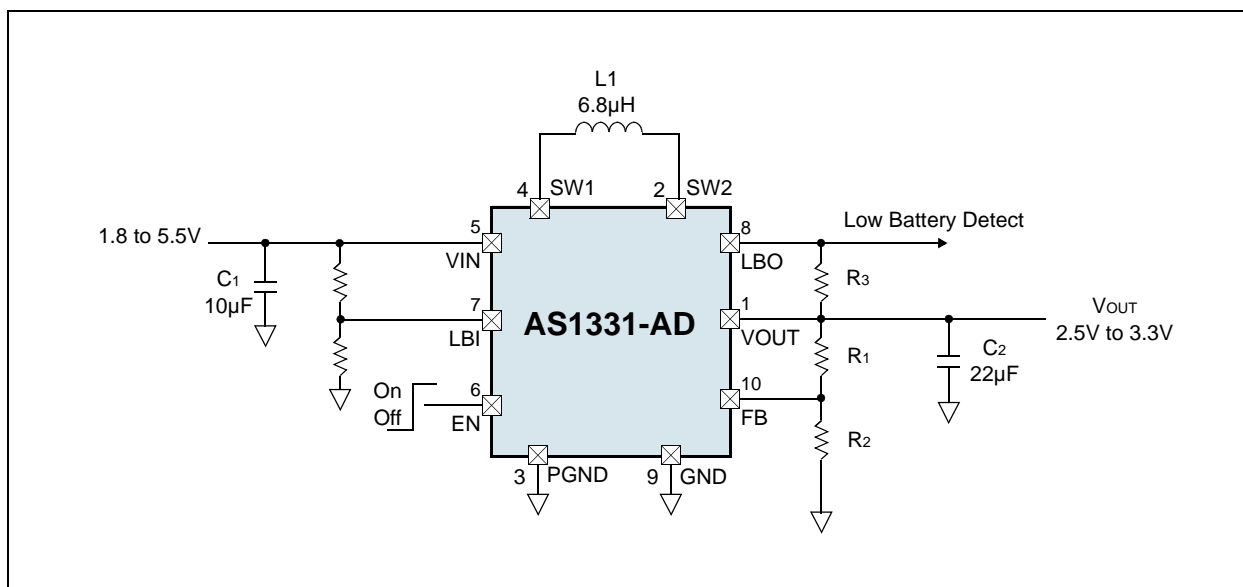 L1
6.8µH
4
SW1
2
SW2
1.8 to 5.5V
5
VIN
8
LBO
Low Battery Detect
C1
10µF
R3
7
LBI
AS1331-AD
1
VOUT
VOUT
2.5V to 3.3V
R1
C2
22µF
On
Off
6
EN
10
FB
R2
3
PGND
9
GND